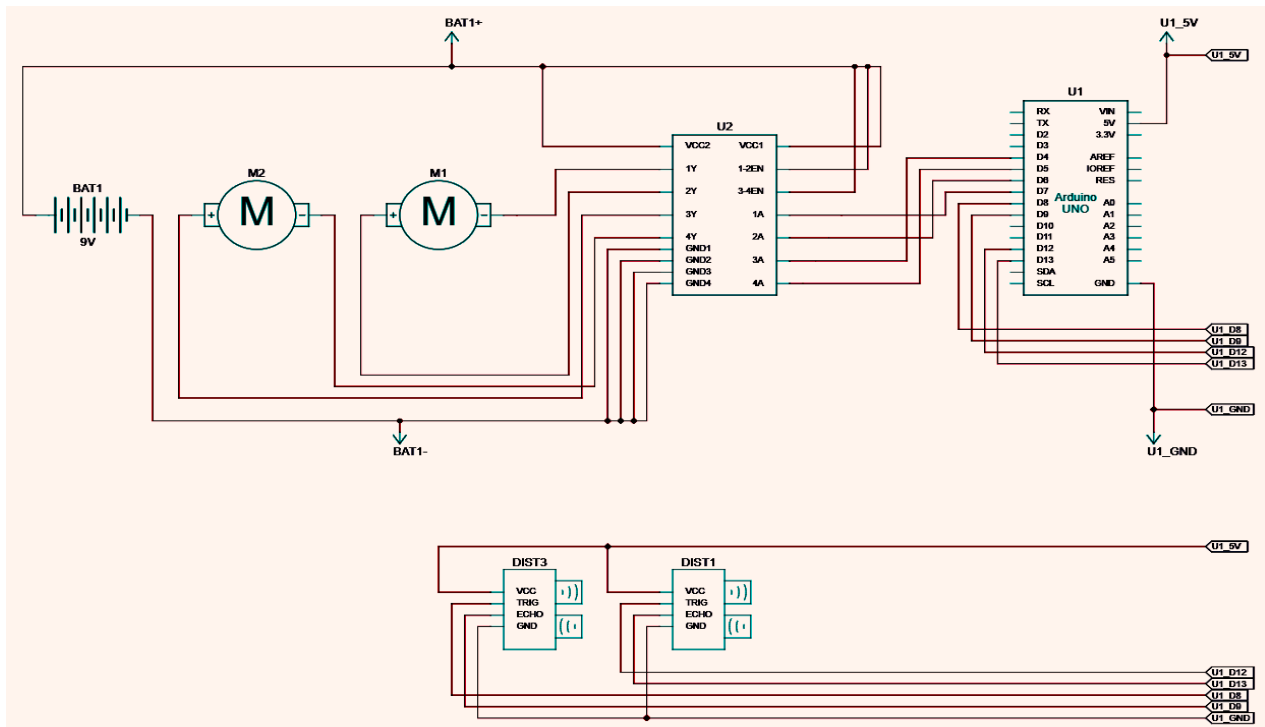 BAT1+
U1_5V
U1_5V
U1
U2
RX VIN
TX 5V
D2 3.3V
D3
D4 AREF
D5 IOREF
D6 RES
D7
D8 A0
D9 A1
D10 A2
D11 A3
D12 A4
D13 A5
SDA
SCL GND
Arduino
UNO
VCC2 VCC1
1Y 1-2EN
2Y 3-4EN
3Y 1A
4Y 2A
GND1
GND2 3A
GND3
GND4 4A
BAT1
9V
M2
M
+ -
M1
M
+ -
U1_D8
U1_D9
U1_D12
U1_D13
U1_GND
U1_GND
BAT1-
U1_5V
DIST3
VCC
TRIG
ECHO
GND
DIST1
VCC
TRIG
ECHO
GND
U1_D12
U1_D13
U1_D8
U1_D9
U1_GND